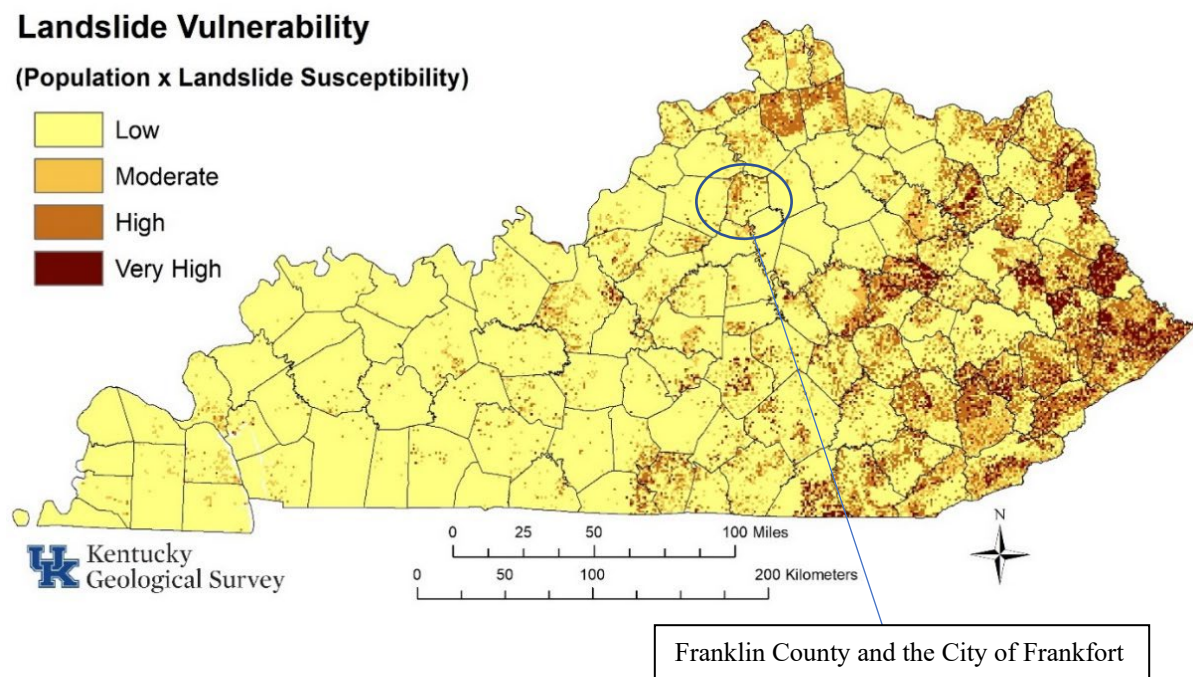 Landslide Vulnerability
(Population x Landslide Susceptibility)
Low
Moderate
High
Very High
UK Kentucky
Geological Survey
0 25 50 100 Miles
0 50 100 200 Kilometers
N
Franklin County and the City of Frankfort